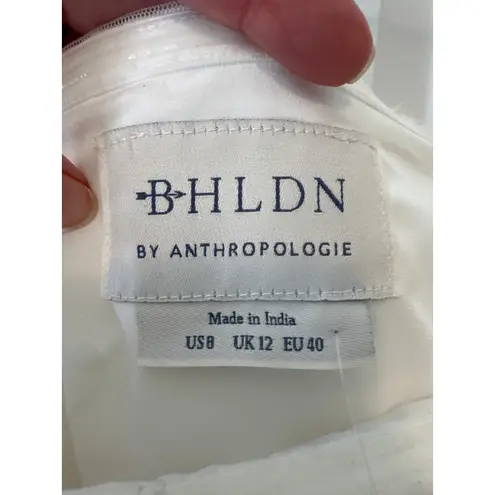 BHLDN
BY ANTHROPOLOGIE
Made in India
US8 UK12 EU40